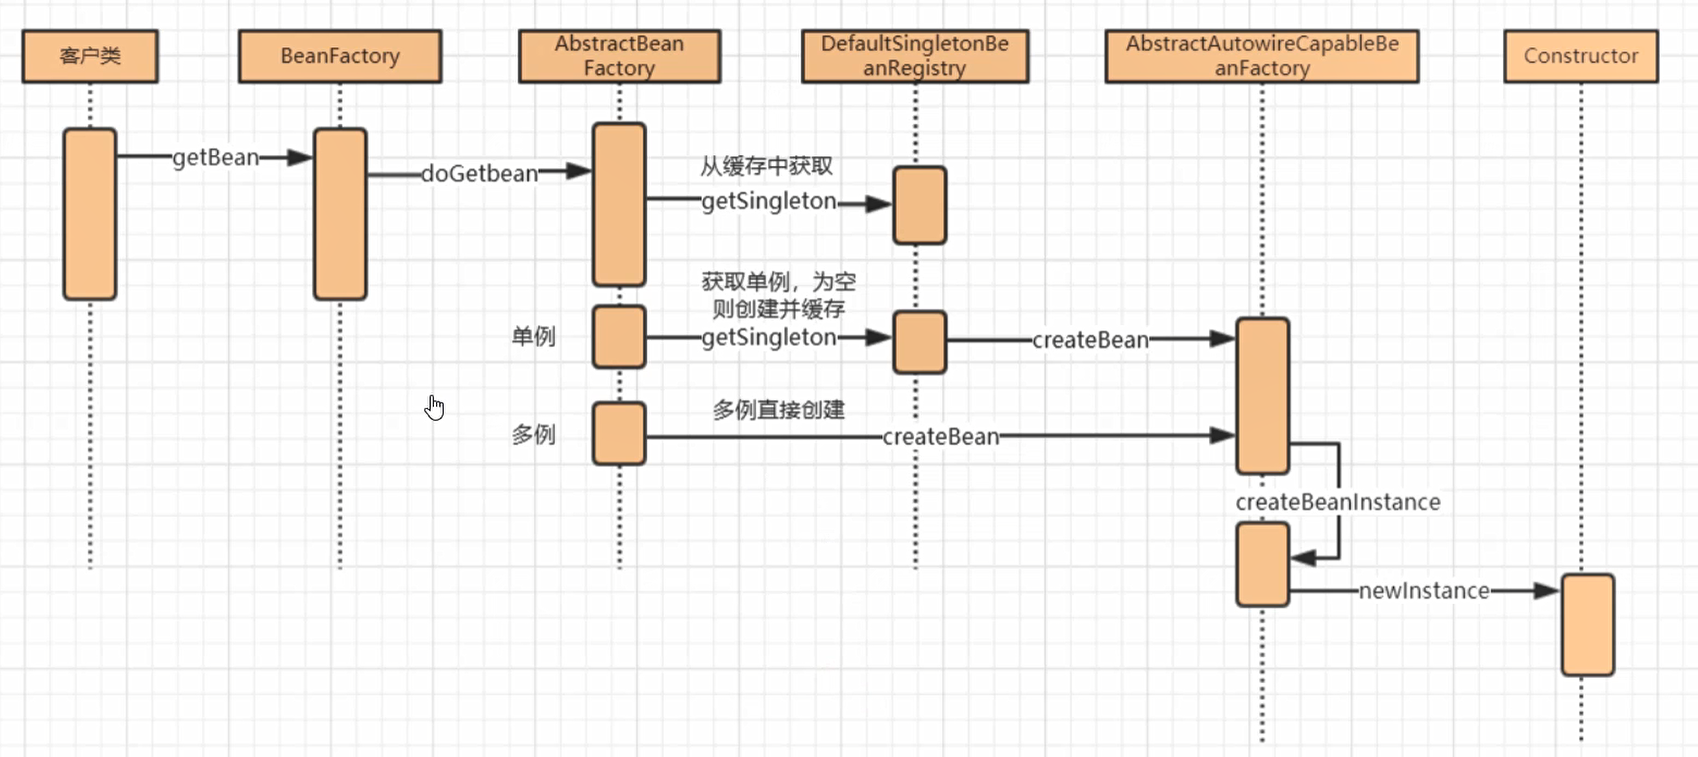 客户类
BeanFactory
AbstractBean
Factory
DefaultSingletonBe
anRegistry
AbstractAutowireCapableBe
anFactory
Constructor
getBean
doGetbean
从缓存中获取
getSingleton
获取单例，为空
则创建并缓存
单例
getSingleton
createBean
多例直接创建
多例
createBean
createBeanInstance
newInstance